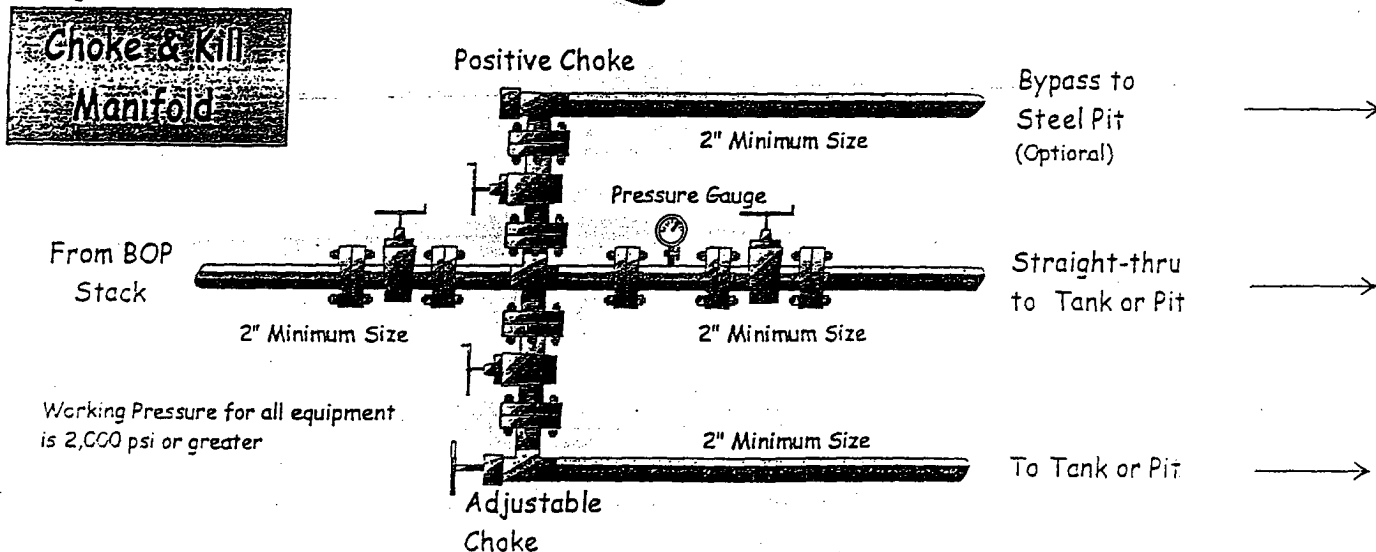 Choke & Kill
Manifold
Positive Choke
Bypass to
Steel Pit
(Optional)
2" Minimum Size
Pressure Gauge
From BOP
Stack
Straight-thru
to Tank or Pit
2" Minimum Size
2" Minimum Size
Working Pressure for all equipment
is 2,000 psi or greater
2" Minimum Size
To Tank or Pit
Adjustable
Choke